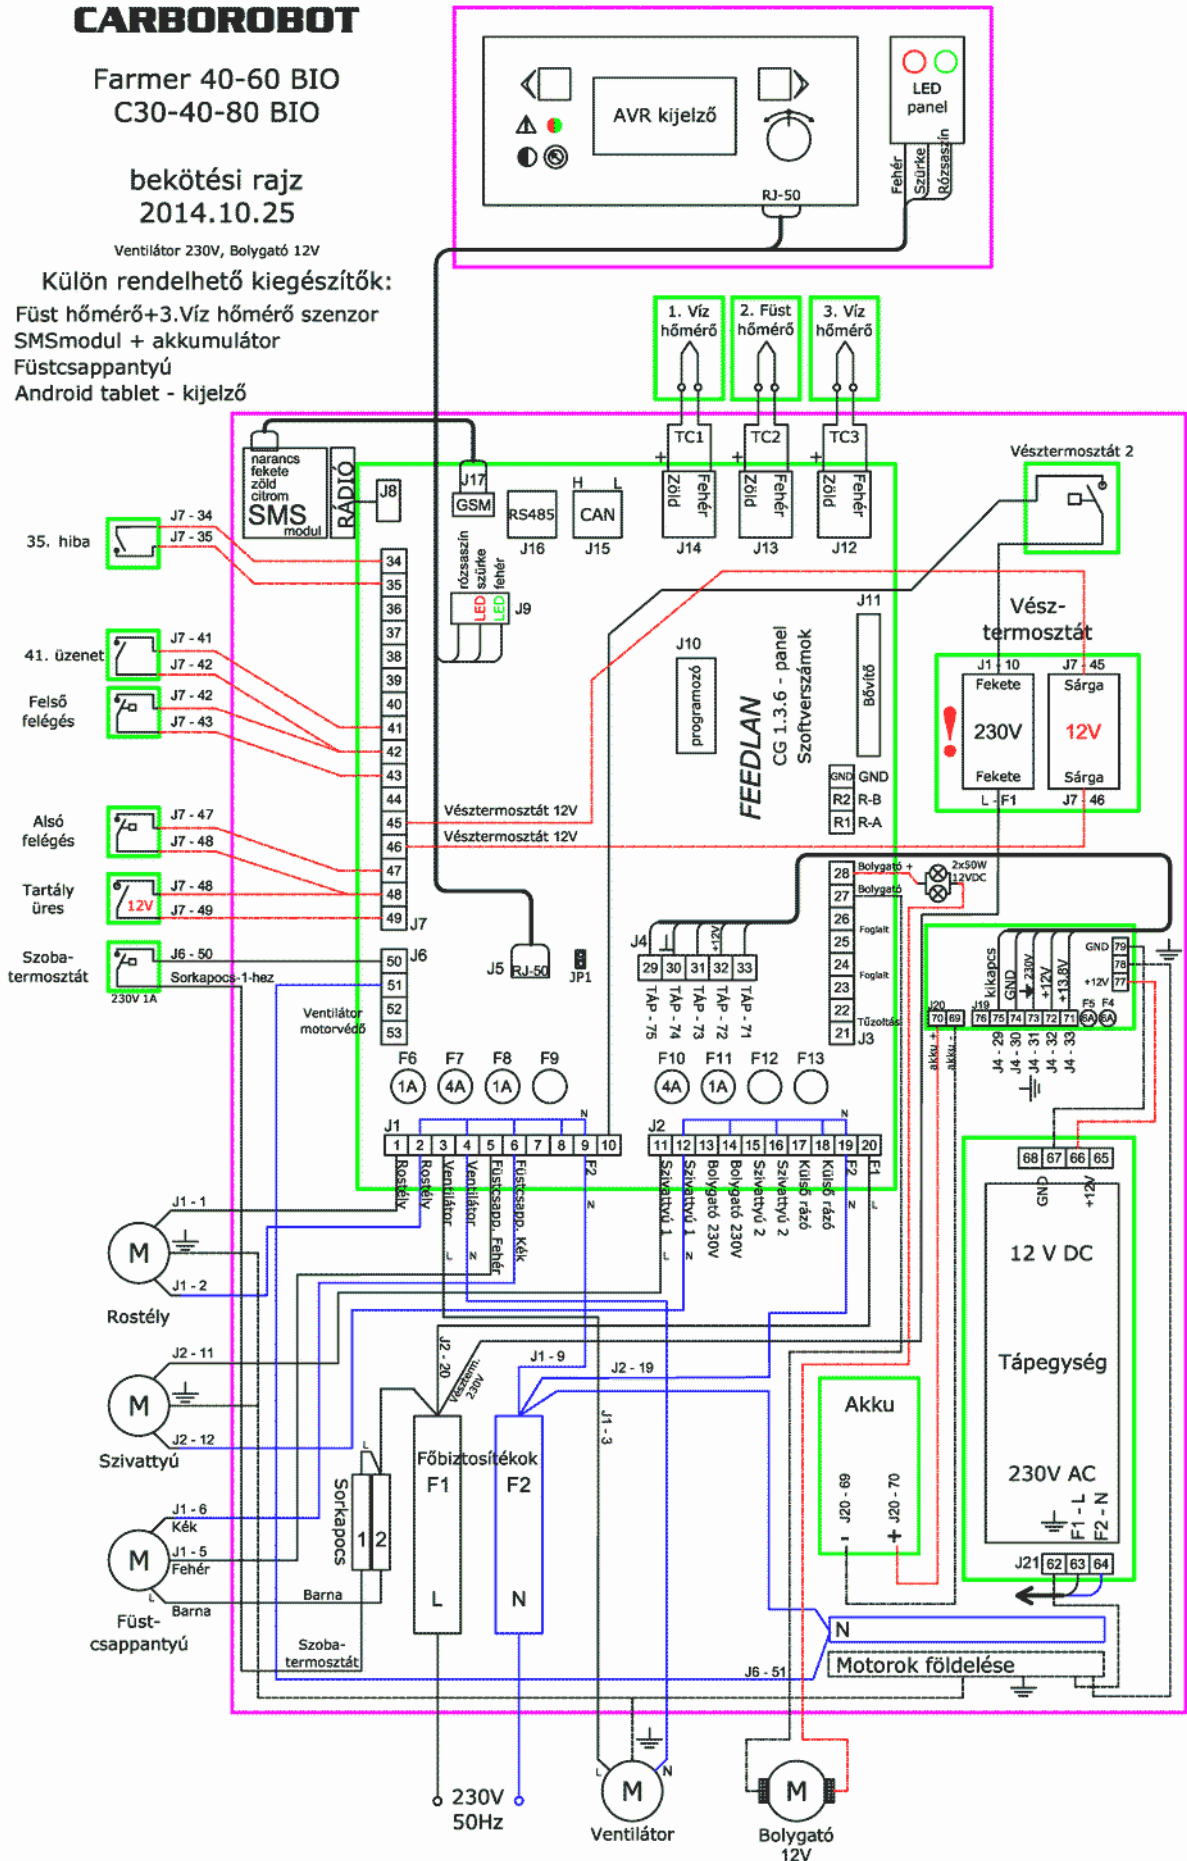 CARBOROBOT
Farmer 40-60 BIO
C30-40-80 BIO
bekötési rajz
2014.10.25
Ventilátor 230V, Bolygató 12V
Külön rendelhető kiegészítők:
Füst hőmérő+3.Víz hőmérő szenzor
SMSmodul + akkumulátor
Füstcsappantyú
Android tablet - kijelző
AVR kijelző
RJ-50
LED
panel
Fehér
Szürke
Rózsaszín
1. Víz
hőmérő
2. Füst
hőmérő
3. Víz
hőmérő
TC1
TC2
TC3
+
+
+
Zöld
Fehér
Zöld
Fehér
Zöld
Fehér
J14
J13
J12
narancs
fekete
zöld
citrom
SMS
modul
RÁDIÓ
J8
J17
GSM
RS485
J16
H
L
CAN
J15
rózsaszín
szürke
fehér
LED
LED
J9
Vésztermosztát 2
Vész-
termosztát
J1 - 10
J7 - 45
Fekete
Sárga
!
230V
12V
Fekete
Sárga
L - F1
J7 - 46
35. hiba
J7 - 34
J7 - 35
41. üzenet
J7 - 41
J7 - 42
Felső
felégés
J7 - 42
J7 - 43
Alsó
felégés
J7 - 47
J7 - 48
Tartály
üres
12V
J7 - 48
J7 - 49
Szoba-
termosztát
J6 - 50
Sorkapocs-1-hez
230V 1A
34
35
36
37
38
39
40
41
42
43
44
45
46
47
48
49
J7
J6
50
51
52
53
Ventilátor
motorvédő
Vésztermosztát 12V
Vésztermosztát 12V
J10
programozó
FEEDLAN
CG 1.3.6 - panel
Szoftverszámok
J11
Bővítő
GND GND
R2 R-B
R1 R-A
J5
RJ-50
JP1
J4
+12V
29 30 31 32 33
TÁP - 75
TÁP - 74
TÁP - 73
TÁP - 72
TÁP - 71
28
27
26
25
24
23
22
21
J3
Bolygató +
Bolygató
Foglalt
Foglalt
Tűzoltás
2x50W
12VDC
kikapcs
GND
230V
+12V
+13,8V
GND
+12V
79
78
77
J20
70 69
J19
76 75 74 73 72 71
F5
6A
F4
6A
akku +
akku -
J4 - 29
J4 - 30
J4 - 31
J4 - 32
J4 - 33
F6
1A
F7
4A
F8
1A
F9
F10
4A
F11
1A
F12
F13
J1
N
1 2 3 4 5 6 7 8 9 10
Rostély
Rostély
Ventilátor
Ventilátor
Füstcsapp. Fehér
Füstcsapp. Kék
F2
L
N
N
J2
N
11 12 13 14 15 16 17 18 19 20
Szivattyú 1
Szivattyú 1
Bolygató 230V
Bolygató 230V
Szivattyú 2
Szivattyú 2
Külső rázó
Külső rázó
F2
F1
L
N
N
L
J1 - 1
M
J1 - 2
Rostély
J2 - 11
M
J2 - 12
Szivattyú
J1 - 6
Kék
M
J1 - 5
Fehér
L
Barna
Füst-
csappantyú
Barna
Szoba-
termosztát
L
Sorkapocs
1
2
J2 - 20
Vészterm.
230V
J1 - 9
J2 - 19
J1 - 3
Főbiztosítékok
F1
F2
L
N
230V
50Hz
L
N
M
Ventilátor
M
Bolygató
12V
Akku
J20 - 69
J20 - 70
-
+
68 67 66 65
GND
+12V
12 V DC
Tápegység
230V AC
F1 - L
F2 - N
J21
62 63 64
N
Motorok földelése
J6 - 51